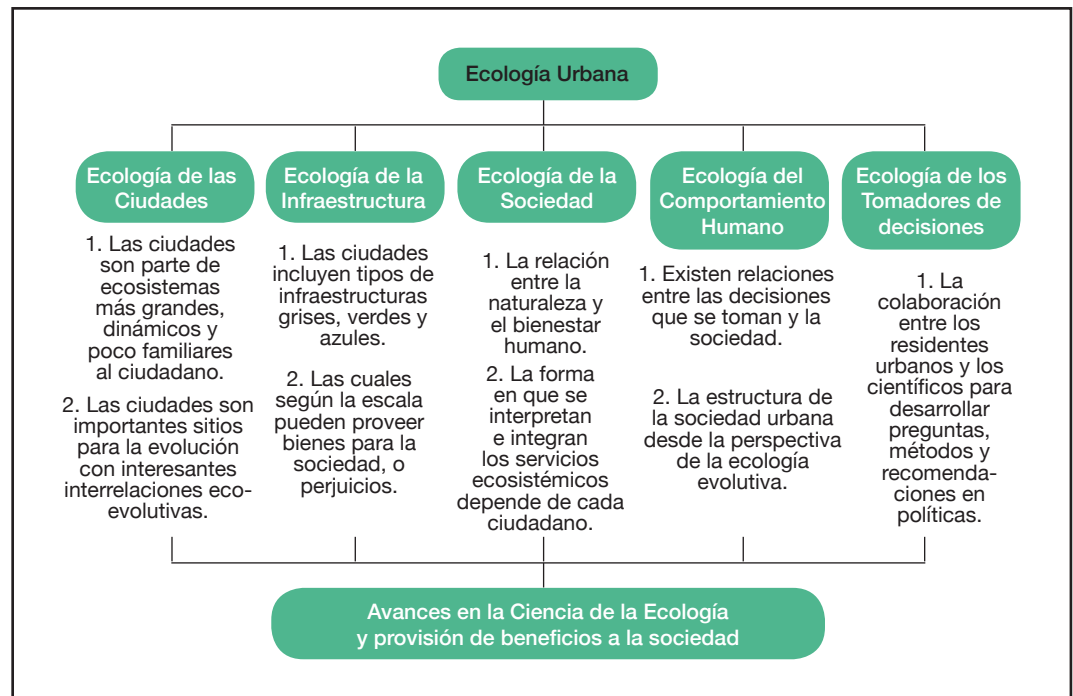 Ecología Urbana
Ecología de las
Ciudades
1. Las ciudades
son parte de
ecosistemas
más grandes,
dinámicos y
poco familiares
al ciudadano.
2. Las ciudades son
importantes sitios
para la evolución
con interesantes
interrelaciones eco-
evolutivas.
Ecología de la
Infraestructura
1. Las ciudades
incluyen tipos de
infraestructuras
grises, verdes y
azules.
2. Las cuales
según la escala
pueden proveer
bienes para la
sociedad, o
perjuicios.
Ecología de la
Sociedad
1. La relación
entre la
naturaleza y
el bienestar
humano.
2. La forma
en que se
interpretan
e integran
los servicios
ecosistémicos
depende de cada
ciudadano.
Ecología del
Comportamiento
Humano
1. Existen relaciones
entre las decisiones
que se toman y la
sociedad.
2. La estructura de
la sociedad urbana
desde la perspectiva
de la ecología
evolutiva.
Ecología de los
Tomadores de
decisiones
1. La
colaboración
entre los
residentes
urbanos y los
científicos para
desarrollar
preguntas,
métodos y
recomenda-
ciones en
políticas.
Avances en la Ciencia de la Ecología
y provisión de beneficios a la sociedad